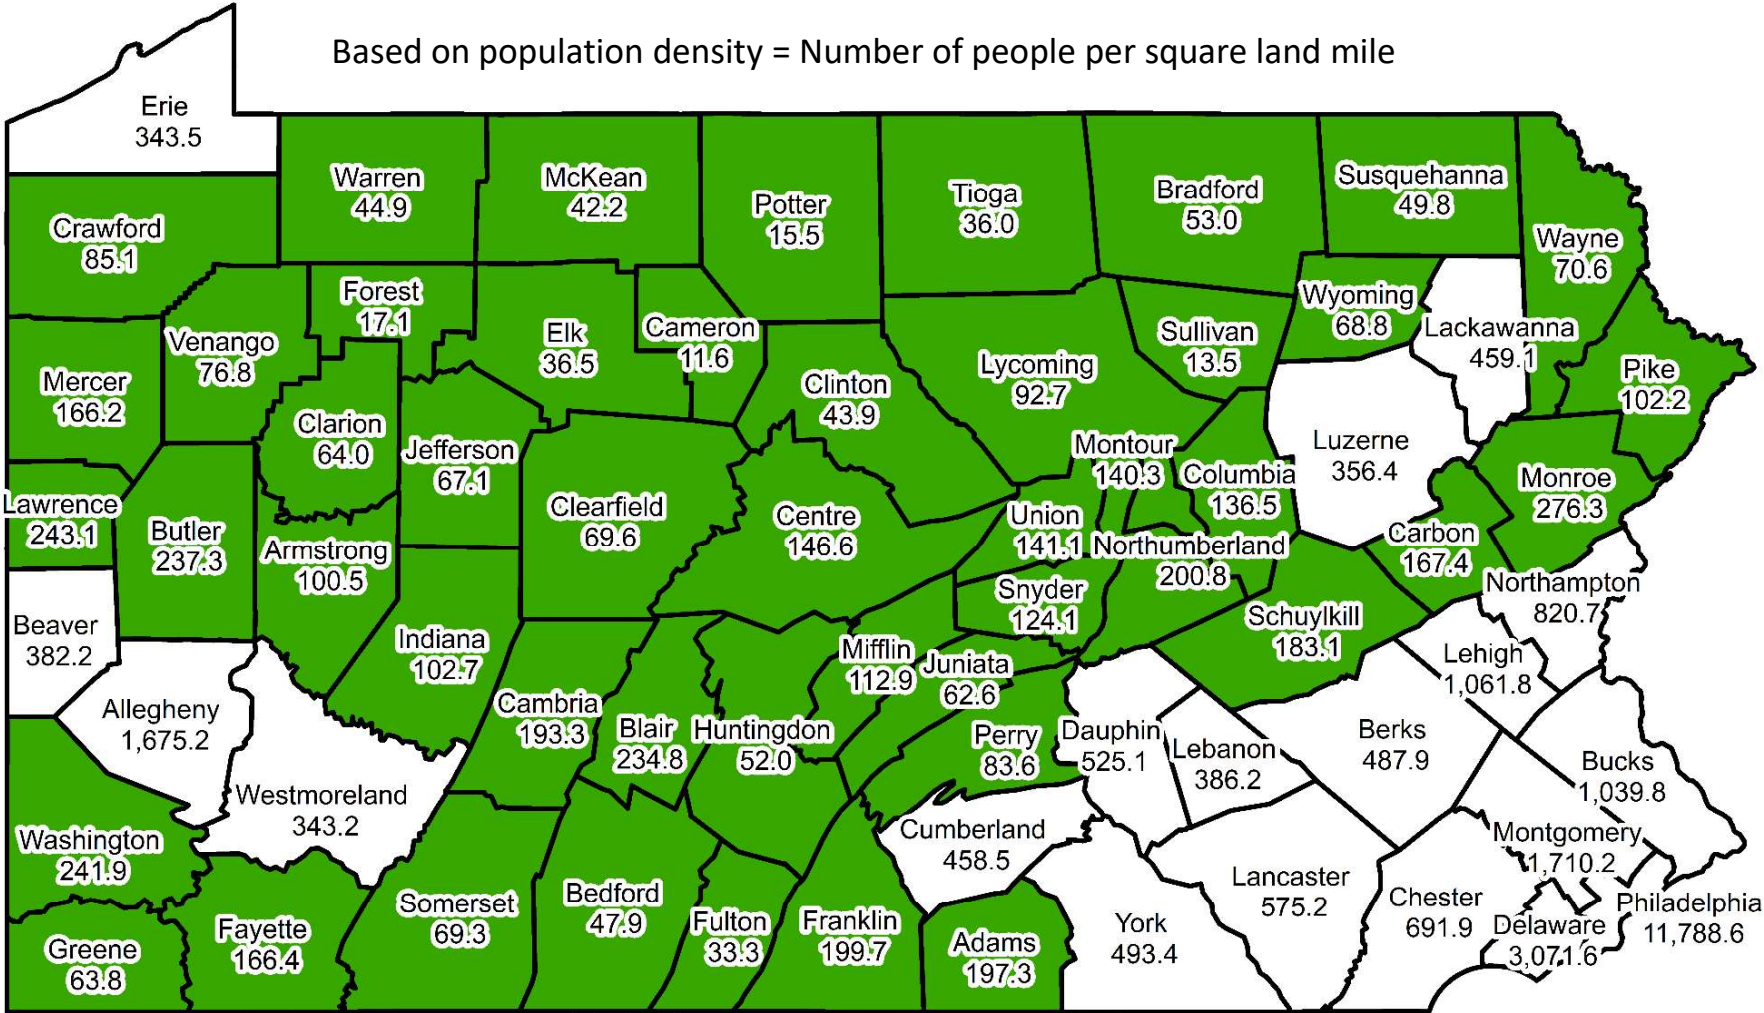 Based on population density = Number of people per square land mile
Erie
343.5
Warren
44.9
McKean
42.2
Potter
15.5
Tioga
36.0
Bradford
53.0
Susquehanna
49.8
Wayne
70.6
Crawford
85.1
Forest
17.1
Venango
76.8
Elk
36.5
Cameron
11.6
Wyoming
68.8
Lackawanna
459.1
Sullivan
13.5
Lycoming
92.7
Clinton
43.9
Pike
102.2
Mercer
166.2
Clarion
64.0
Jefferson
67.1
Clearfield
69.6
Centre
146.6
Montour
140.3
Columbia
136.5
Luzerne
356.4
Monroe
276.3
Lawrence
243.1
Butler
237.3
Armstrong
100.5
Union
141.1
Northumberland
200.8
Carbon
167.4
Northampton
820.7
Snyder
124.1
Schuylkill
183.1
Beaver
382.2
Indiana
102.7
Mifflin
112.9
Juniata
62.6
Lehigh
1,061.8
Allegheny
1,675.2
Cambria
193.3
Blair
234.8
Huntingdon
52.0
Perry
83.6
Dauphin
525.1
Lebanon
386.2
Berks
487.9
Bucks
1,039.8
Westmoreland
343.2
Washington
241.9
Cumberland
458.5
Montgomery
1,710.2
Lancaster
575.2
Chester
691.9
Philadelphia
11,788.6
Delaware
3,071.6
Somerset
69.3
Bedford
47.9
Fulton
33.3
Franklin
199.7
Adams
197.3
York
493.4
Fayette
166.4
Greene
63.8